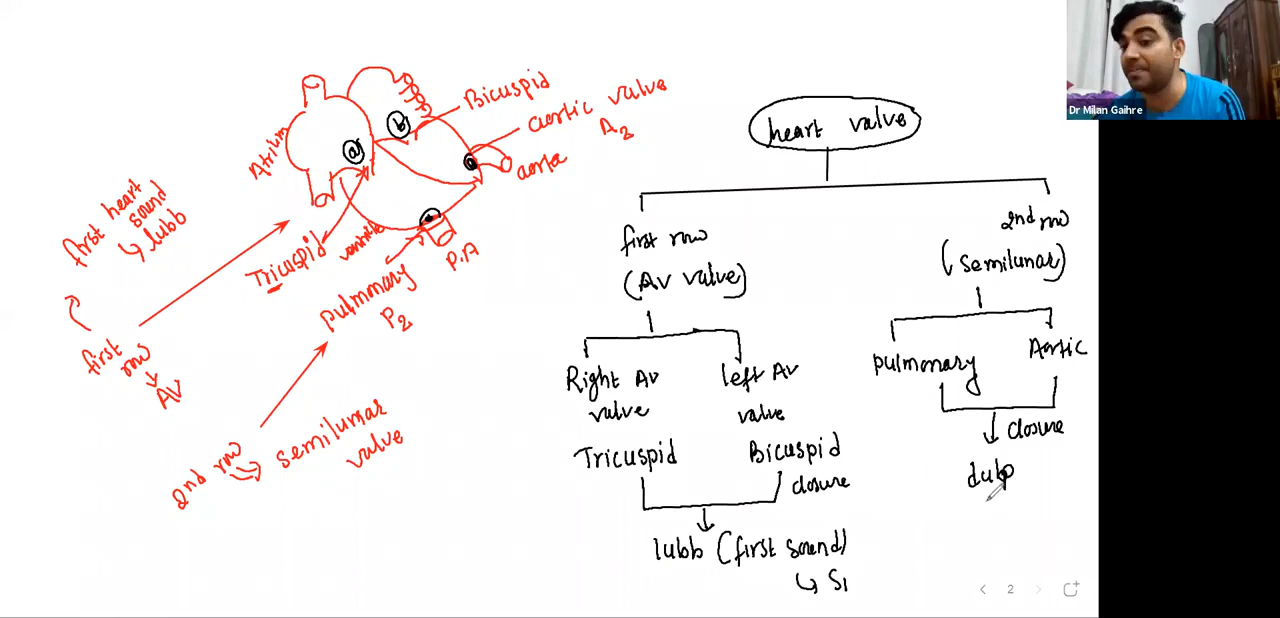 Dr Milan Gaihre
Bicuspid
aortic valve
A2
aorta
b
a
Atrilum
first heart
sound
↳ lubb
Tricuspid
ventricle
pulmonary
P2
P.A
first
row
AV
2nd row
semilunar
valve
heart valve
first row
(AV valve)
2nd row
(semilunar)
Right AV
valve
Tricuspid
left AV
valve
Bicuspid
closure
lubb (first sound)
↳ S1
pulmonary
Aortic
closure
dub
2